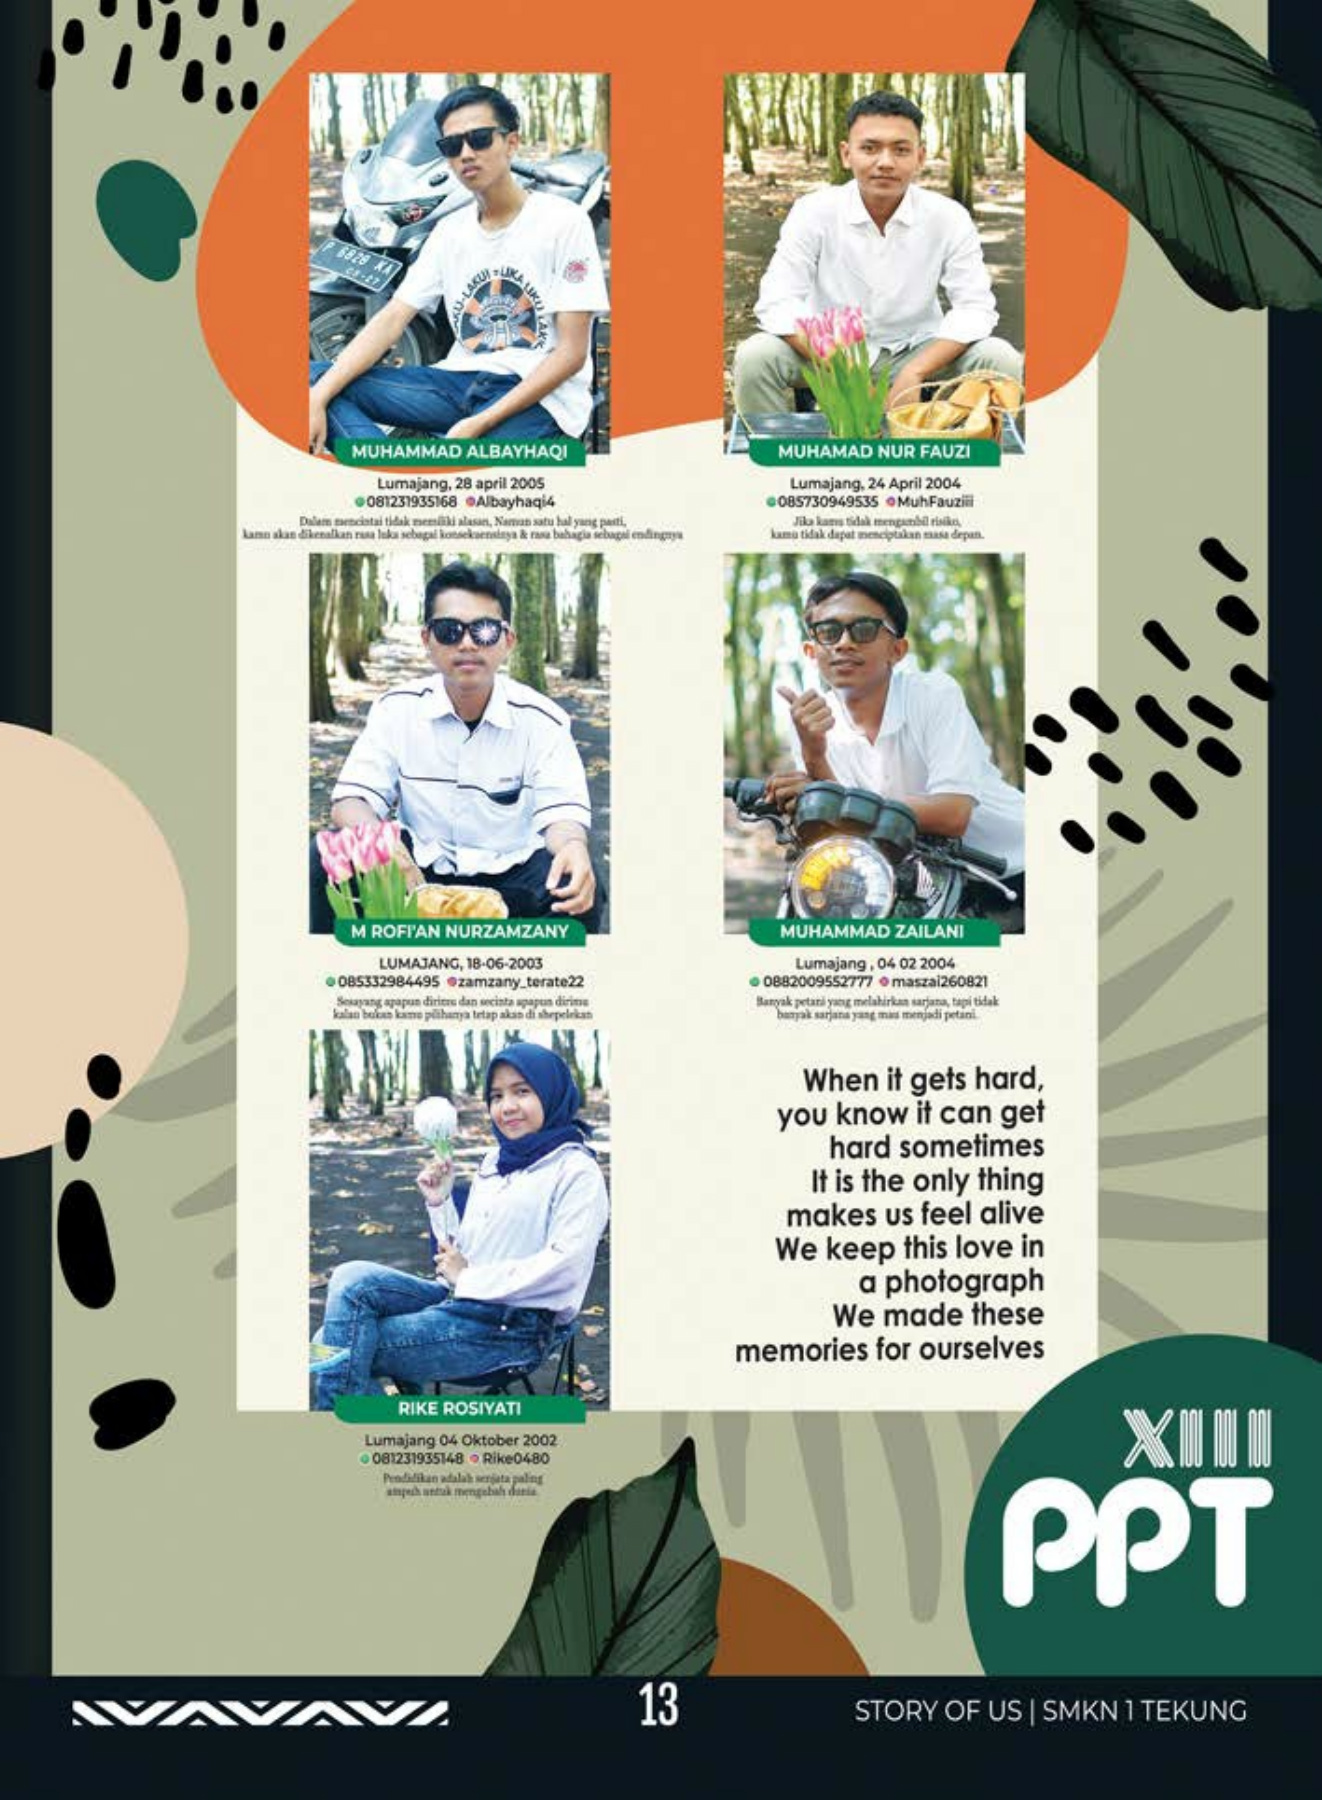 P 6828 KA
05-27
MUHAMMAD ALBAYHAQI
Lumajang, 28 april 2005
081231935168 Albayhaqi4
Dalam mencintai tidak memiliki alasan, Namun satu hal yang pasti,
kamu akan dikenalkan rasa luka sebagai konsekuensinya & rasa bahagia sebagai endingnya
MUHAMAD NUR FAUZI
Lumajang, 24 April 2004
085730949535 MuhFauziii
Jika kamu tidak mengambil risiko,
kamu tidak dapat menciptakan masa depan.
M ROFI'AN NURZAMZANY
LUMAJANG, 18-06-2003
085332984495 zamzany_terate22
Sesayang apapun dirimu dan secinta apapun dirimu
kalau bukan kamu pilihanya tetap akan di shepelekan
MUHAMMAD ZAILANI
Lumajang , 04 02 2004
0882009552777 maszai260821
Banyak petani yang melahirkan sarjana, tapi tidak
banyak sarjana yang mau menjadi petani.
RIKE ROSIYATI
Lumajang 04 Oktober 2002
081231935148 Rike0480
Pendidikan adalah senjata paling
ampuh untuk mengubah dunia.
When it gets hard,
you know it can get
hard sometimes
It is the only thing
makes us feel alive
We keep this love in
a photograph
We made these
memories for ourselves
XIII
PPT
13
STORY OF US | SMKN 1 TEKUNG